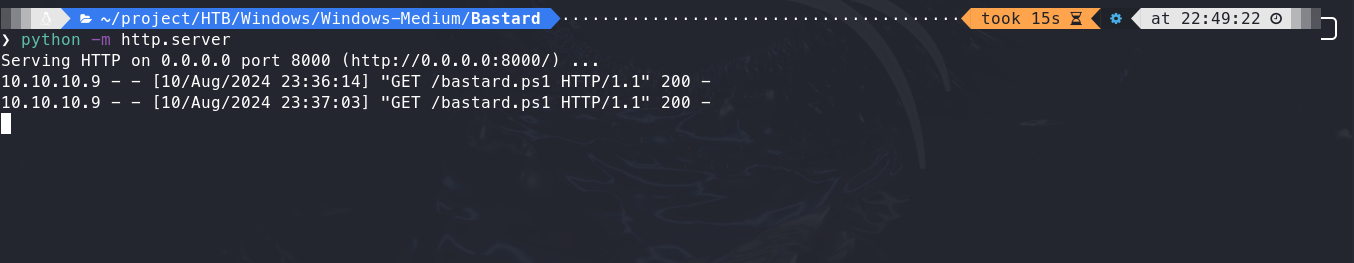 ~/project/HTB/Windows/Windows-Medium/Bastard ········································ took 15s at 22:49:22
❯ python -m http.server
Serving HTTP on 0.0.0.0 port 8000 (http://0.0.0.0:8000/) ...
10.10.10.9 - - [10/Aug/2024 23:36:14] "GET /bastard.ps1 HTTP/1.1" 200 -
10.10.10.9 - - [10/Aug/2024 23:37:03] "GET /bastard.ps1 HTTP/1.1" 200 -